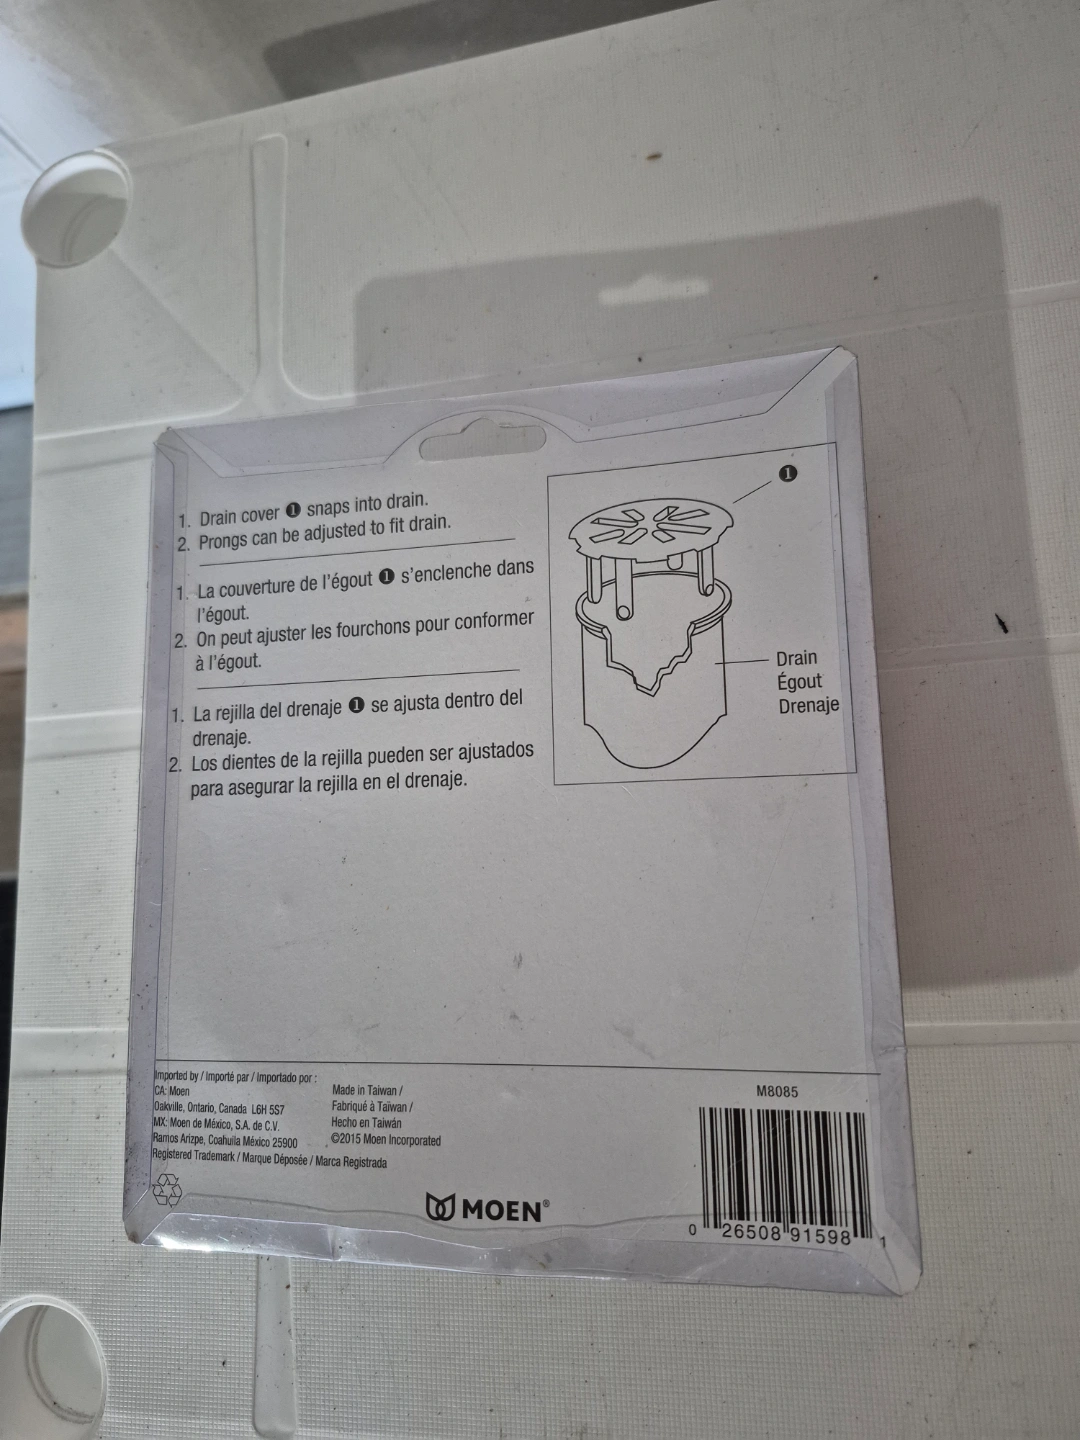 1. Drain cover ❶ snaps into drain.
2. Prongs can be adjusted to fit drain.
1. La couverture de l'égout ❶ s'enclenche dans
l'égout.
2. On peut ajuster les fourchons pour conformer
à l'égout.
1. La rejilla del drenaje ❶ se ajusta dentro del
drenaje.
2. Los dientes de la rejilla pueden ser ajustados
para asegurar la rejilla en el drenaje.
❶
Drain
Égout
Drenaje
Imported by / Importé par / Importado por :
CA: Moen
Oakville, Ontario, Canada L6H 5S7
MX: Moen de México, S.A. de C.V.
Ramos Arizpe, Coahuila México 25900
Registered Trademark / Marque Déposée / Marca Registrada
Made in Taiwan /
Fabriqué à Taïwan /
Hecho en Taiwán
©2015 Moen Incorporated
MOEN®
M8085
0 26508 91598 1